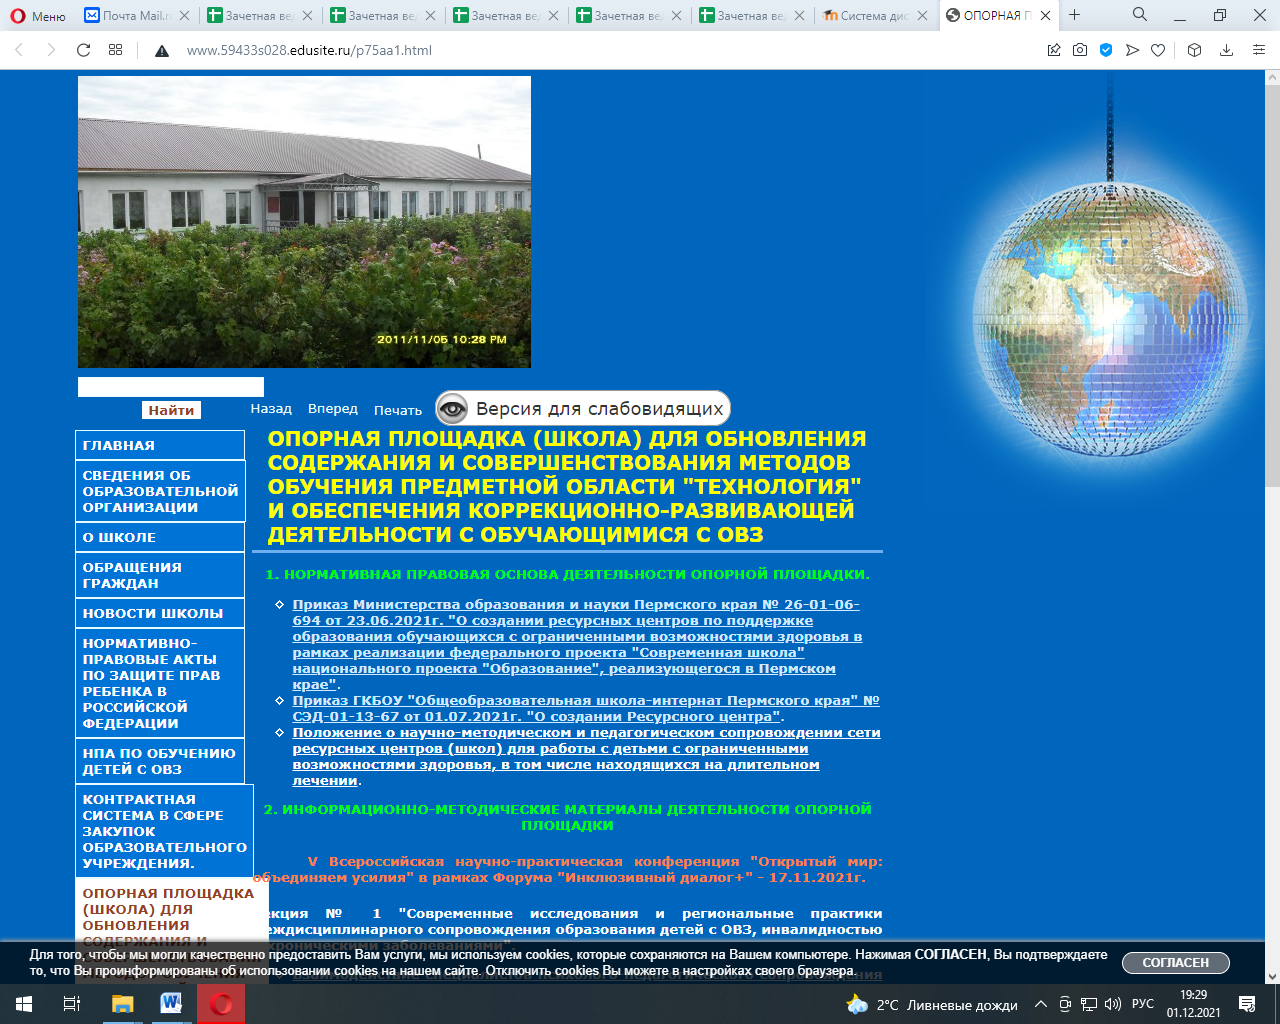 Меню
Почта Mail.r
Зачетная вед
Зачетная вед
Зачетная вед
Зачетная вед
Зачетная вед
Система дис
ОПОРНАЯ П
www.59433s028.edusite.ru/p75aa1.html
2011/11/05 10:28 PM
Найти
Назад Вперед Печать
Версия для слабовидящих
ГЛАВНАЯ
СВЕДЕНИЯ ОБ
ОБРАЗОВАТЕЛЬНОЙ
ОРГАНИЗАЦИИ
О ШКОЛЕ
ОБРАЩЕНИЯ
ГРАЖДАН
НОВОСТИ ШКОЛЫ
НОРМАТИВНО-
ПРАВОВЫЕ АКТЫ
ПО ЗАЩИТЕ ПРАВ
РЕБЕНКА В
РОССИЙСКОЙ
ФЕДЕРАЦИИ
НПА ПО ОБУЧЕНИЮ
ДЕТЕЙ С ОВЗ
КОНТРАКТНАЯ
СИСТЕМА В СФЕРЕ
ЗАКУПОК
ОБРАЗОВАТЕЛЬНОГО
УЧРЕЖДЕНИЯ.
ОПОРНАЯ ПЛОЩАДКА
(ШКОЛА) ДЛЯ
ОБНОВЛЕНИЯ
СОДЕРЖАНИЯ И
ОПОРНАЯ ПЛОЩАДКА (ШКОЛА) ДЛЯ ОБНОВЛЕНИЯ
СОДЕРЖАНИЯ И СОВЕРШЕНСТВОВАНИЯ МЕТОДОВ
ОБУЧЕНИЯ ПРЕДМЕТНОЙ ОБЛАСТИ "ТЕХНОЛОГИЯ"
И ОБЕСПЕЧЕНИЯ КОРРЕКЦИОННО-РАЗВИВАЮЩЕЙ
ДЕЯТЕЛЬНОСТИ С ОБУЧАЮЩИМИСЯ С ОВЗ
1. НОРМАТИВНАЯ ПРАВОВАЯ ОСНОВА ДЕЯТЕЛЬНОСТИ ОПОРНОЙ ПЛОЩАДКИ.
Приказ Министерства образования и науки Пермского края № 26-01-06-
694 от 23.06.2021г. "О создании ресурсных центров по поддержке
образования обучающихся с ограниченными возможностями здоровья в
рамках реализации федерального проекта "Современная школа"
национального проекта "Образование", реализующегося в Пермском
крае".
Приказ ГКБОУ "Общеобразовательная школа-интернат Пермского края" №
СЭД-01-13-67 от 01.07.2021г. "О создании Ресурсного центра".
Положение о научно-методическом и педагогическом сопровождении сети
ресурсных центров (школ) для работы с детьми с ограниченными
возможностями здоровья, в том числе находящихся на длительном
лечении.
2. ИНФОРМАЦИОННО-МЕТОДИЧЕСКИЕ МАТЕРИАЛЫ ДЕЯТЕЛЬНОСТИ ОПОРНОЙ
ПЛОЩАДКИ
V Всероссийская научно-практическая конференция "Открытый мир:
объединяем усилия" в рамках Форума "Инклюзивный диалог+" - 17.11.2021г.
екция № 1 "Современные исследования и региональные практики
еждисциплинарного сопровождения образования детей с ОВЗ, инвалидностью
хроническими заболеваниями".
Для того, чтобы мы могли качественно предоставить Вам услуги, мы используем cookies, которые сохраняются на Вашем компьютере. Нажимая СОГЛАСЕН, Вы подтверждаете
то, что Вы проинформированы об использовании cookies на нашем сайте. Отключить cookies Вы можете в настройках своего браузера.
СОГЛАСЕН
2°C Ливневые дожди
РУС
19:29
01.12.2021